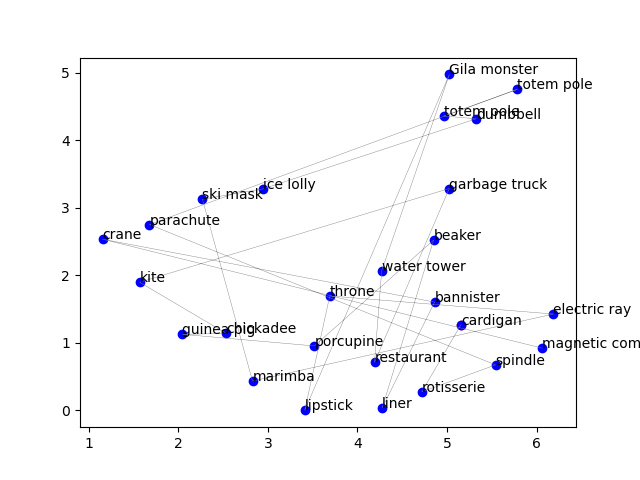 Gila monster
totem pole
totem pole
dumbbell
ice lolly
ski mask
garbage truck
parachute
crane
beaker
water tower
kite
throne
bannister
electric ray
cardigan
guinea pig
chickadee
porcupine
magnetic com
restaurant
spindle
marimba
rotisserie
lipstick
liner
5
4
3
2
1
0
1 2 3 4 5 6